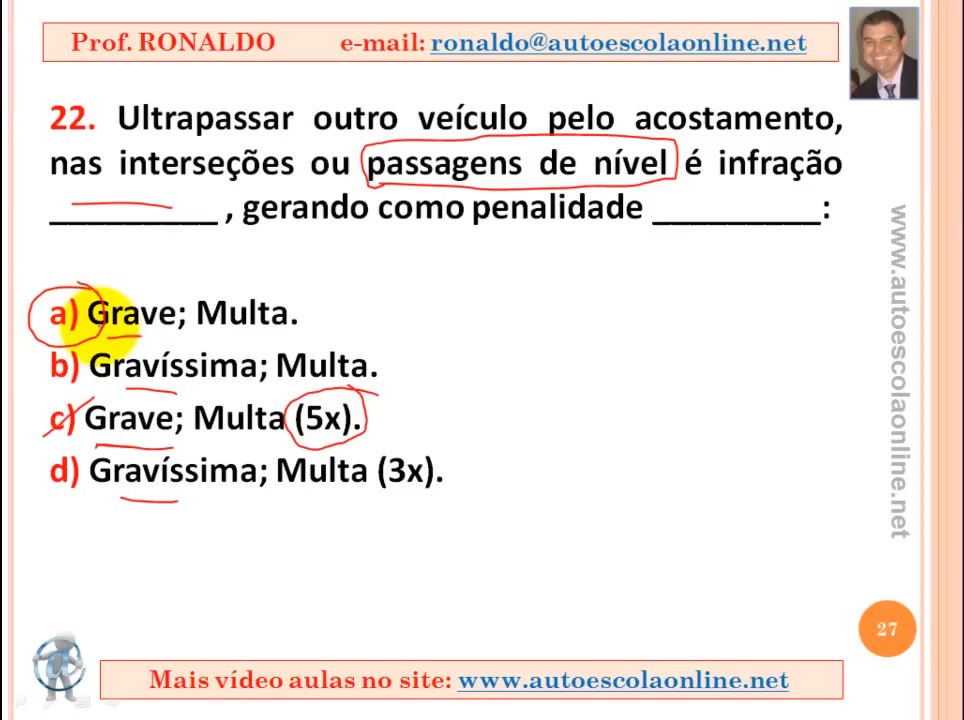 Prof. RONALDO e-mail: ronaldo@autoescolaonline.net
22. Ultrapassar outro veículo pelo acostamento,
nas interseções ou passagens de nível é infração
_________ , gerando como penalidade _________:
a) Grave; Multa.
b) Gravíssima; Multa.
c) Grave; Multa (5x).
d) Gravíssima; Multa (3x).
www.autoescolaonline.net
27
Mais vídeo aulas no site: www.autoescolaonline.net